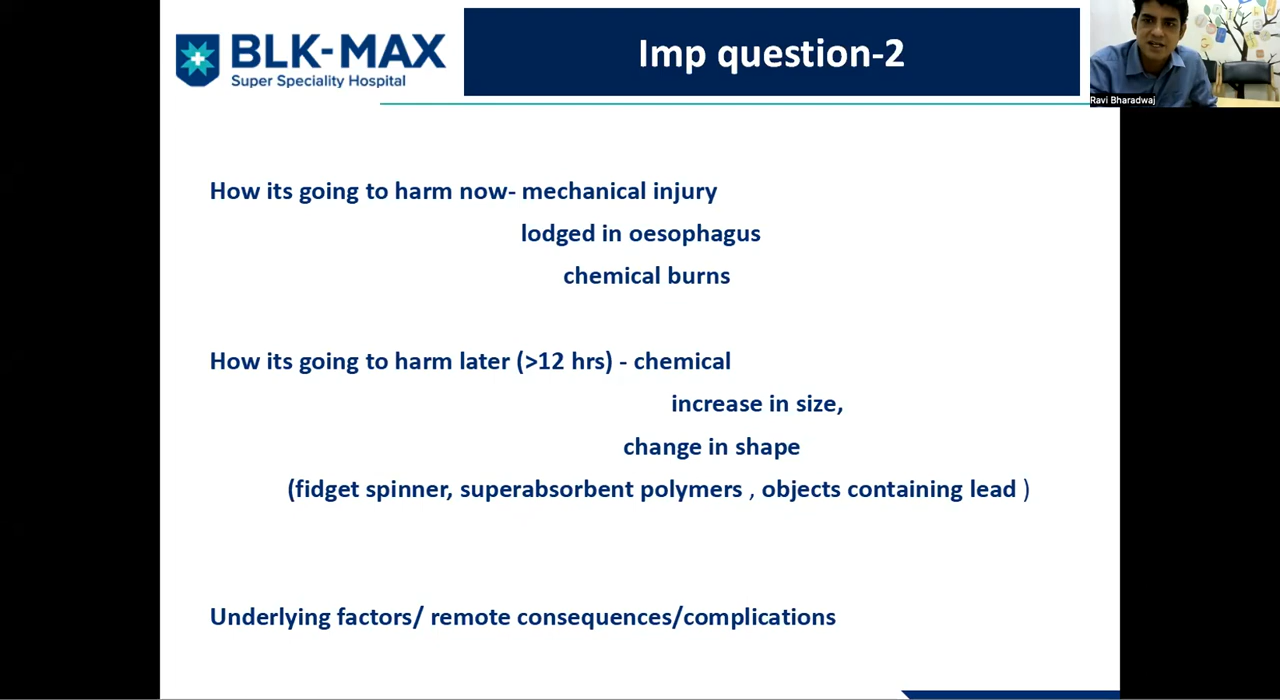 BLK-MAX
Super Speciality Hospital
Imp question-2
Ravi Bharadwaj
How its going to harm now- mechanical injury
lodged in oesophagus
chemical burns
How its going to harm later (>12 hrs) - chemical
increase in size,
change in shape
(fidget spinner, superabsorbent polymers , objects containing lead )
Underlying factors/ remote consequences/complications